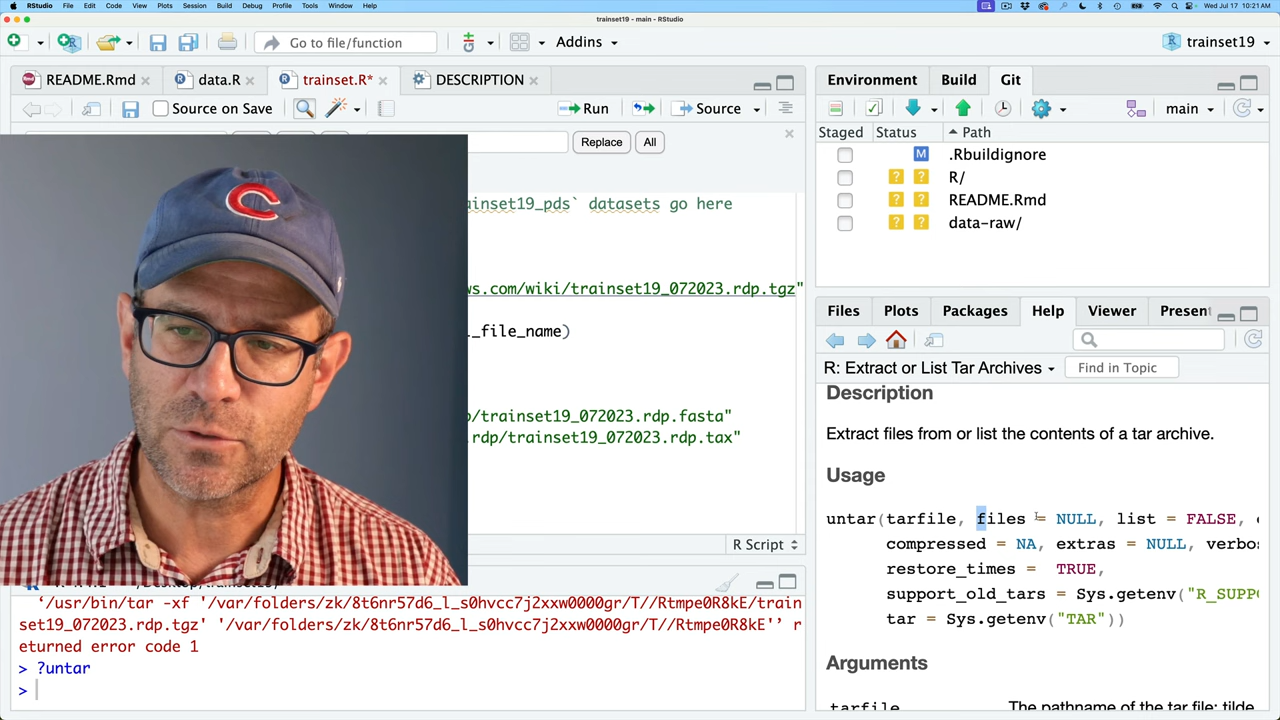 RStudio File Edit Code View Plots Session Build Debug Profile Tools Window Help Wed Jul 17 10:21 AM
trainset19 - main - RStudio
Go to file/function Addins trainset19
README.Rmd data.R trainset.R* DESCRIPTION
Source on Save Run Source
Replace All
ainset19_pds` datasets go here
ws.com/wiki/trainset19_072023.rdp.tgz"
_file_name)
/trainset19_072023.rdp.fasta"
rdp/trainset19_072023.rdp.tax"
R Script
‘/usr/bin/tar -xf '/var/folders/zk/8t6nr57d6_l_s0hvcc7j2xxw0000gr/T//Rtmpe0R8kE/train
set19_072023.rdp.tgz' '/var/folders/zk/8t6nr57d6_l_s0hvcc7j2xxw0000gr/T//Rtmpe0R8kE'’ r
eturned error code 1
> ?untar
>
Environment Build Git
main
Staged Status Path
M .Rbuildignore
? ? R/
? ? README.Rmd
? ? data-raw/
Files Plots Packages Help Viewer Present
R: Extract or List Tar Archives Find in Topic
Description
Extract files from or list the contents of a tar archive.
Usage
untar(tarfile, files = NULL, list = FALSE,
compressed = NA, extras = NULL, verbos
restore_times = TRUE,
support_old_tars = Sys.getenv("R_SUPP
tar = Sys.getenv("TAR"))
Arguments
tarfile The pathname of the tar file: tilde